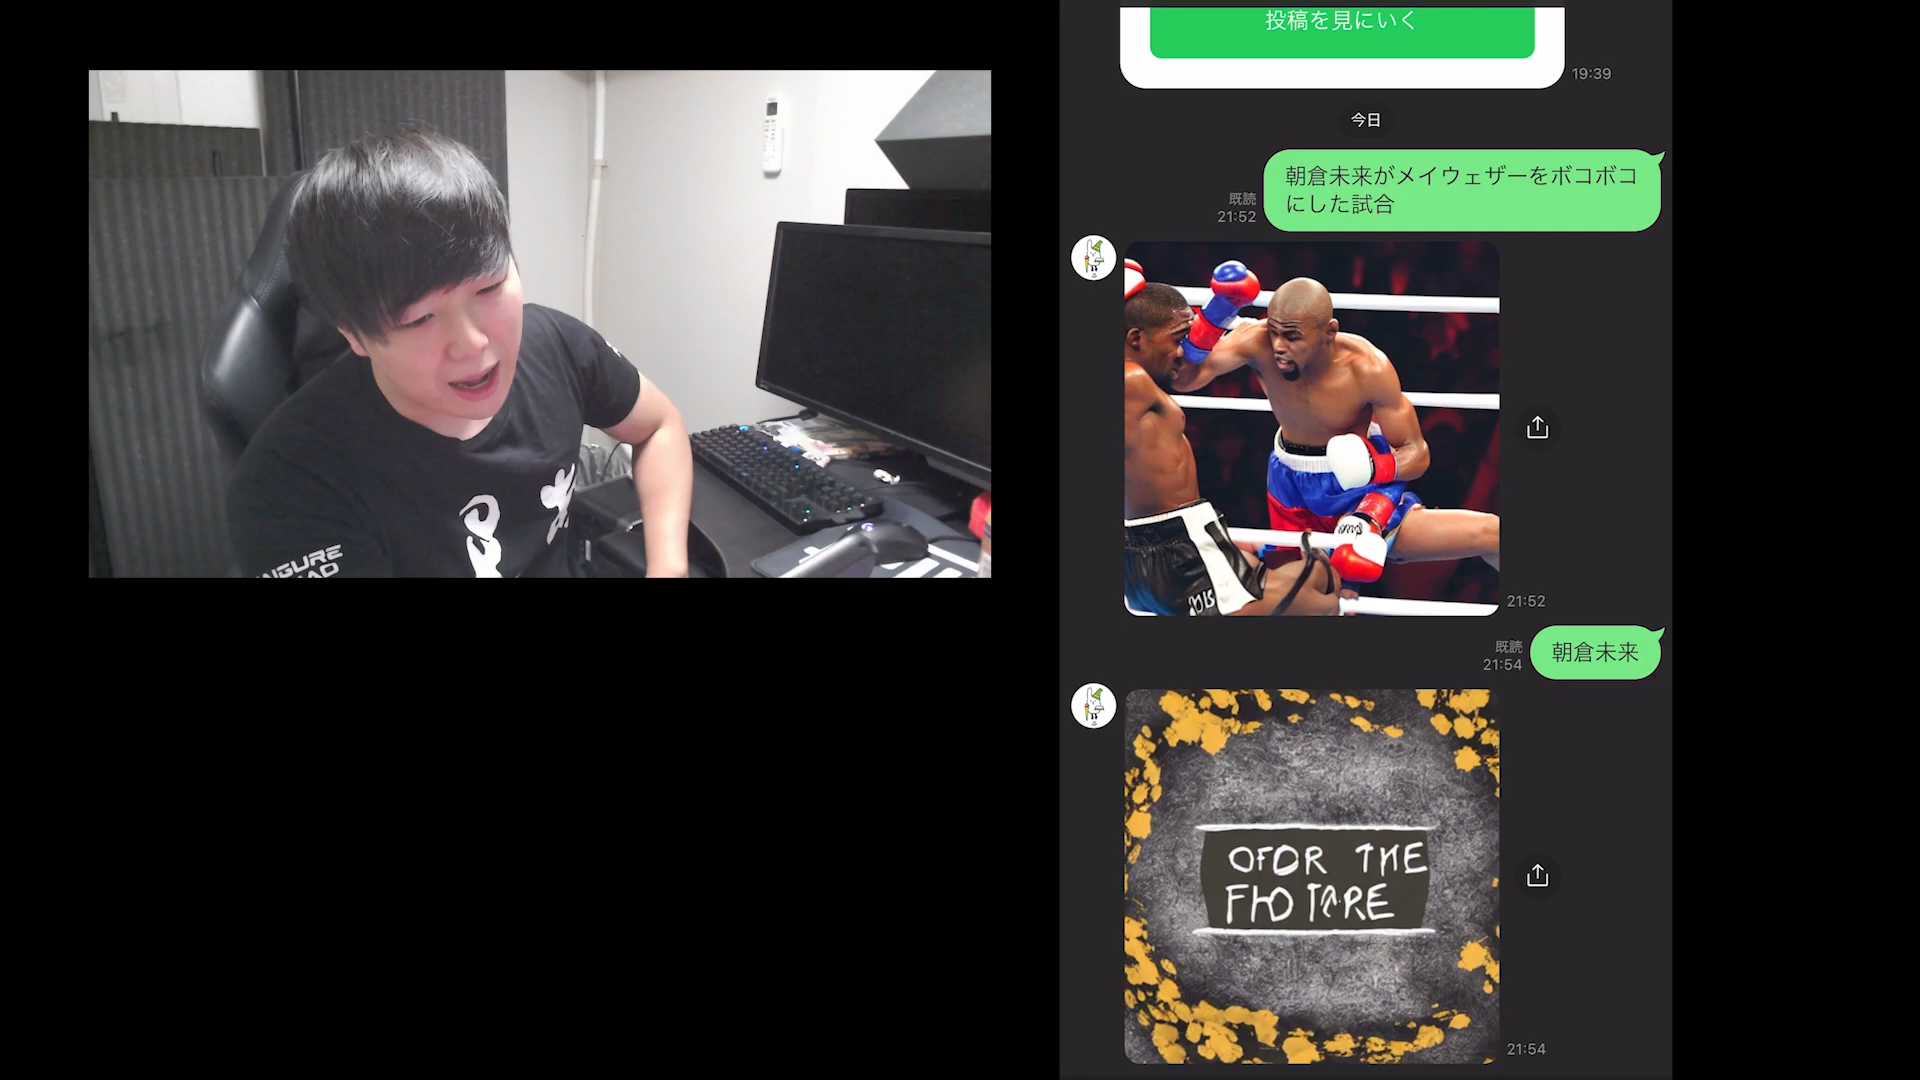 投稿を見にいく
19:39
今日
朝倉未来がメイウェザーをボコボコ
にした試合
既読
21:52
21:52
既読
21:54
朝倉未来
OFOR THE
21:54